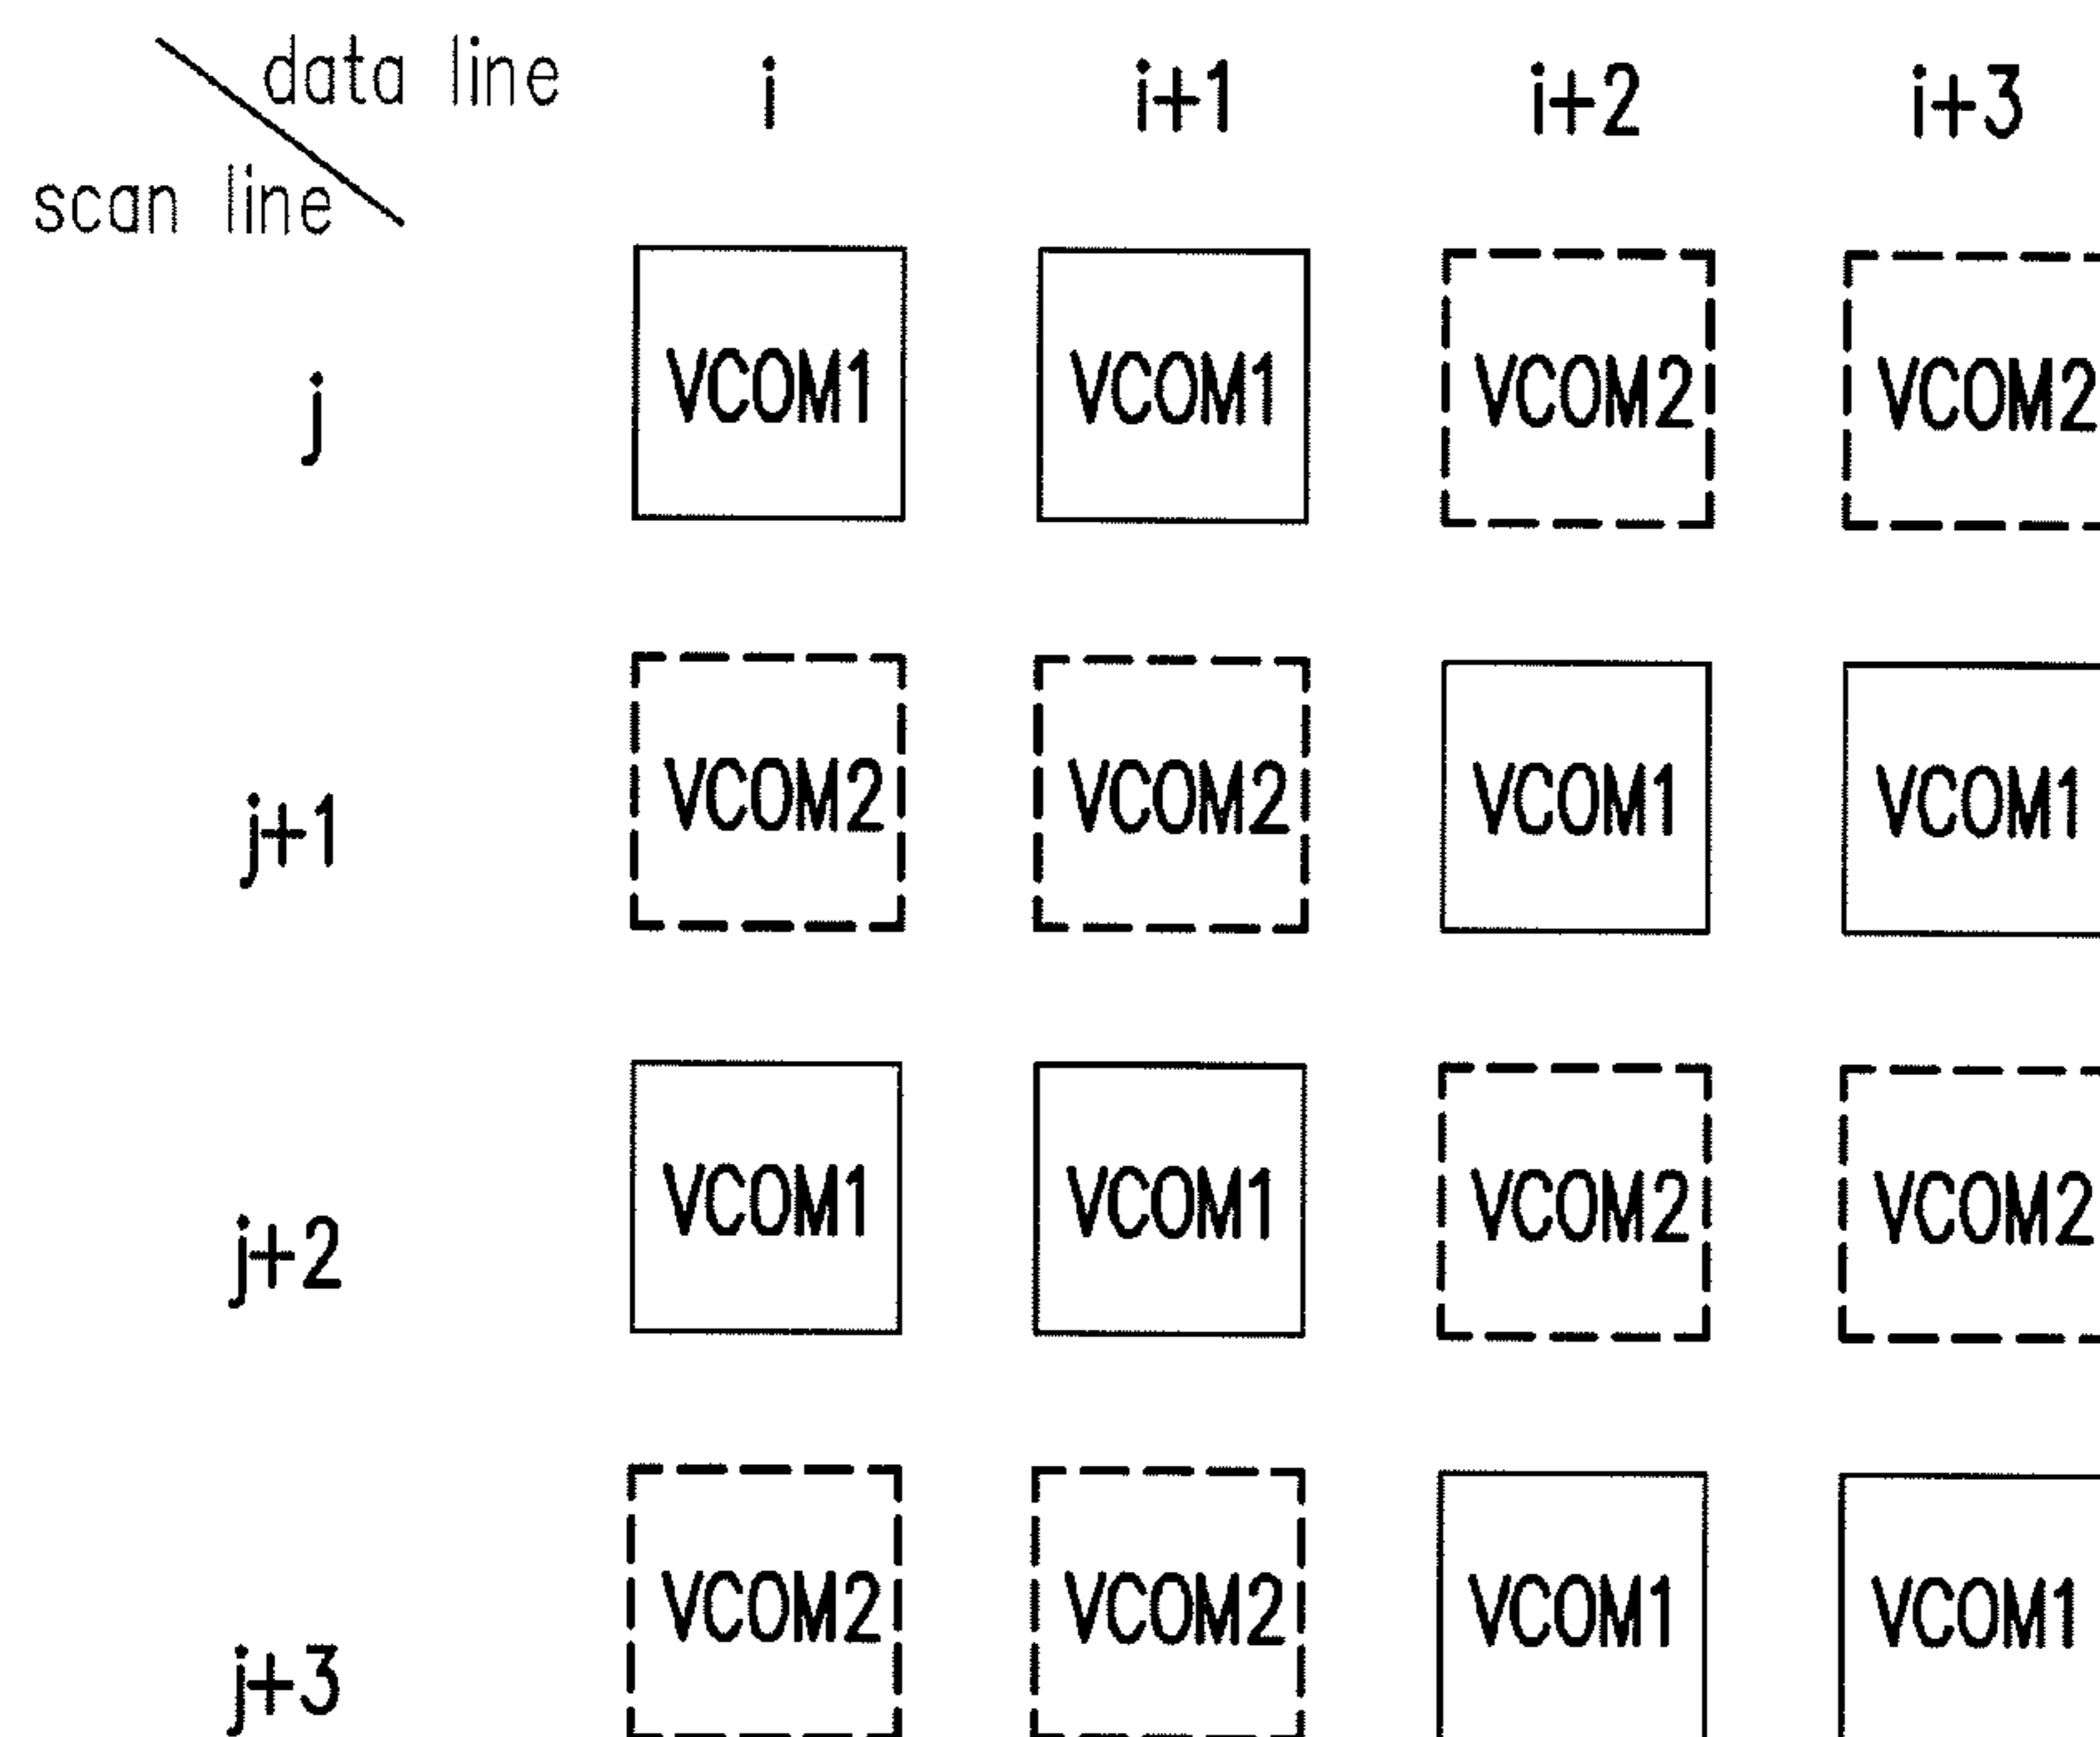 data line i i+1 i+2 i+3
scan line
j VCOM1 VCOM1 VCOM2 VCOM2
j+1 VCOM2 VCOM2 VCOM1 VCOM1
j+2 VCOM1 VCOM1 VCOM2 VCOM2
j+3 VCOM2 VCOM2 VCOM1 VCOM1